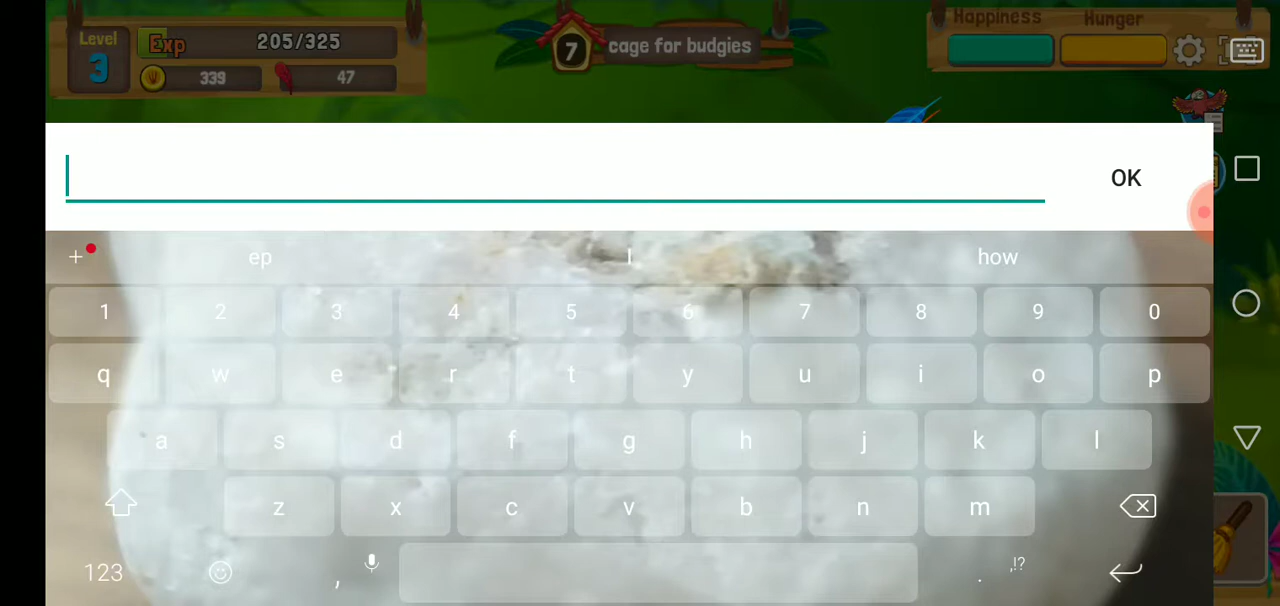 Level
3
Exp 205/325
339
47
7
cage for budgies
Happiness Hunger
OK
+ ep I how
1 2 3 4 5 6 7 8 9 0
q w e r t y u i o p
a s d f g h j k l
z x c v b n m
123 , . ,!?